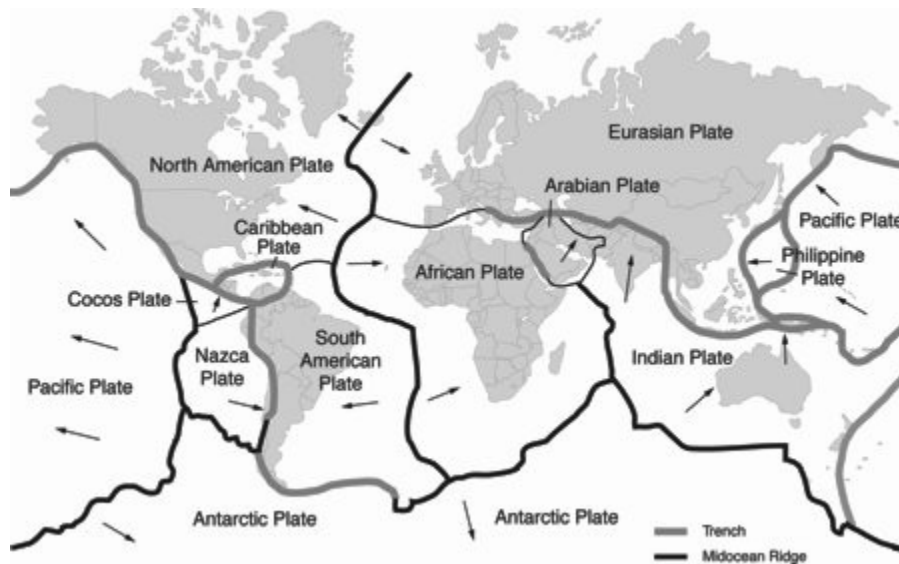 Eurasian Plate
North American Plate
Arabian Plate
Caribbean
Plate
Pacific Plate
African Plate
Philippine
Plate
Cocos Plate
South
American
Plate
Nazca
Plate
Indian Plate
Pacific Plate
Antarctic Plate
Antarctic Plate
Trench
Midocean Ridge